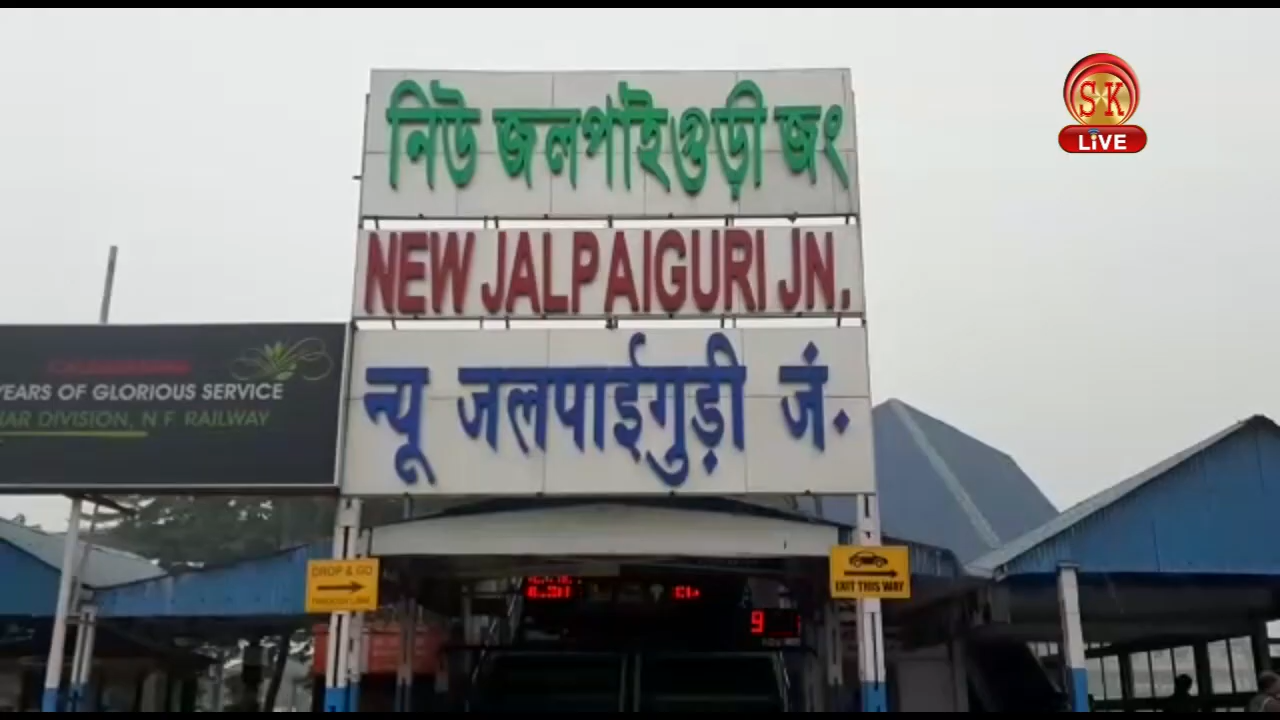 নিউ জলপাইগুড়ী জং
NEW JALPAIGURI JN.
न्यू जलपाईगुड़ी जं.
YEARS OF GLORIOUS SERVICE
AR DIVISION, N F RAILWAY
DROP & GO
EXIT THIS WAY
9
SK
LiVE